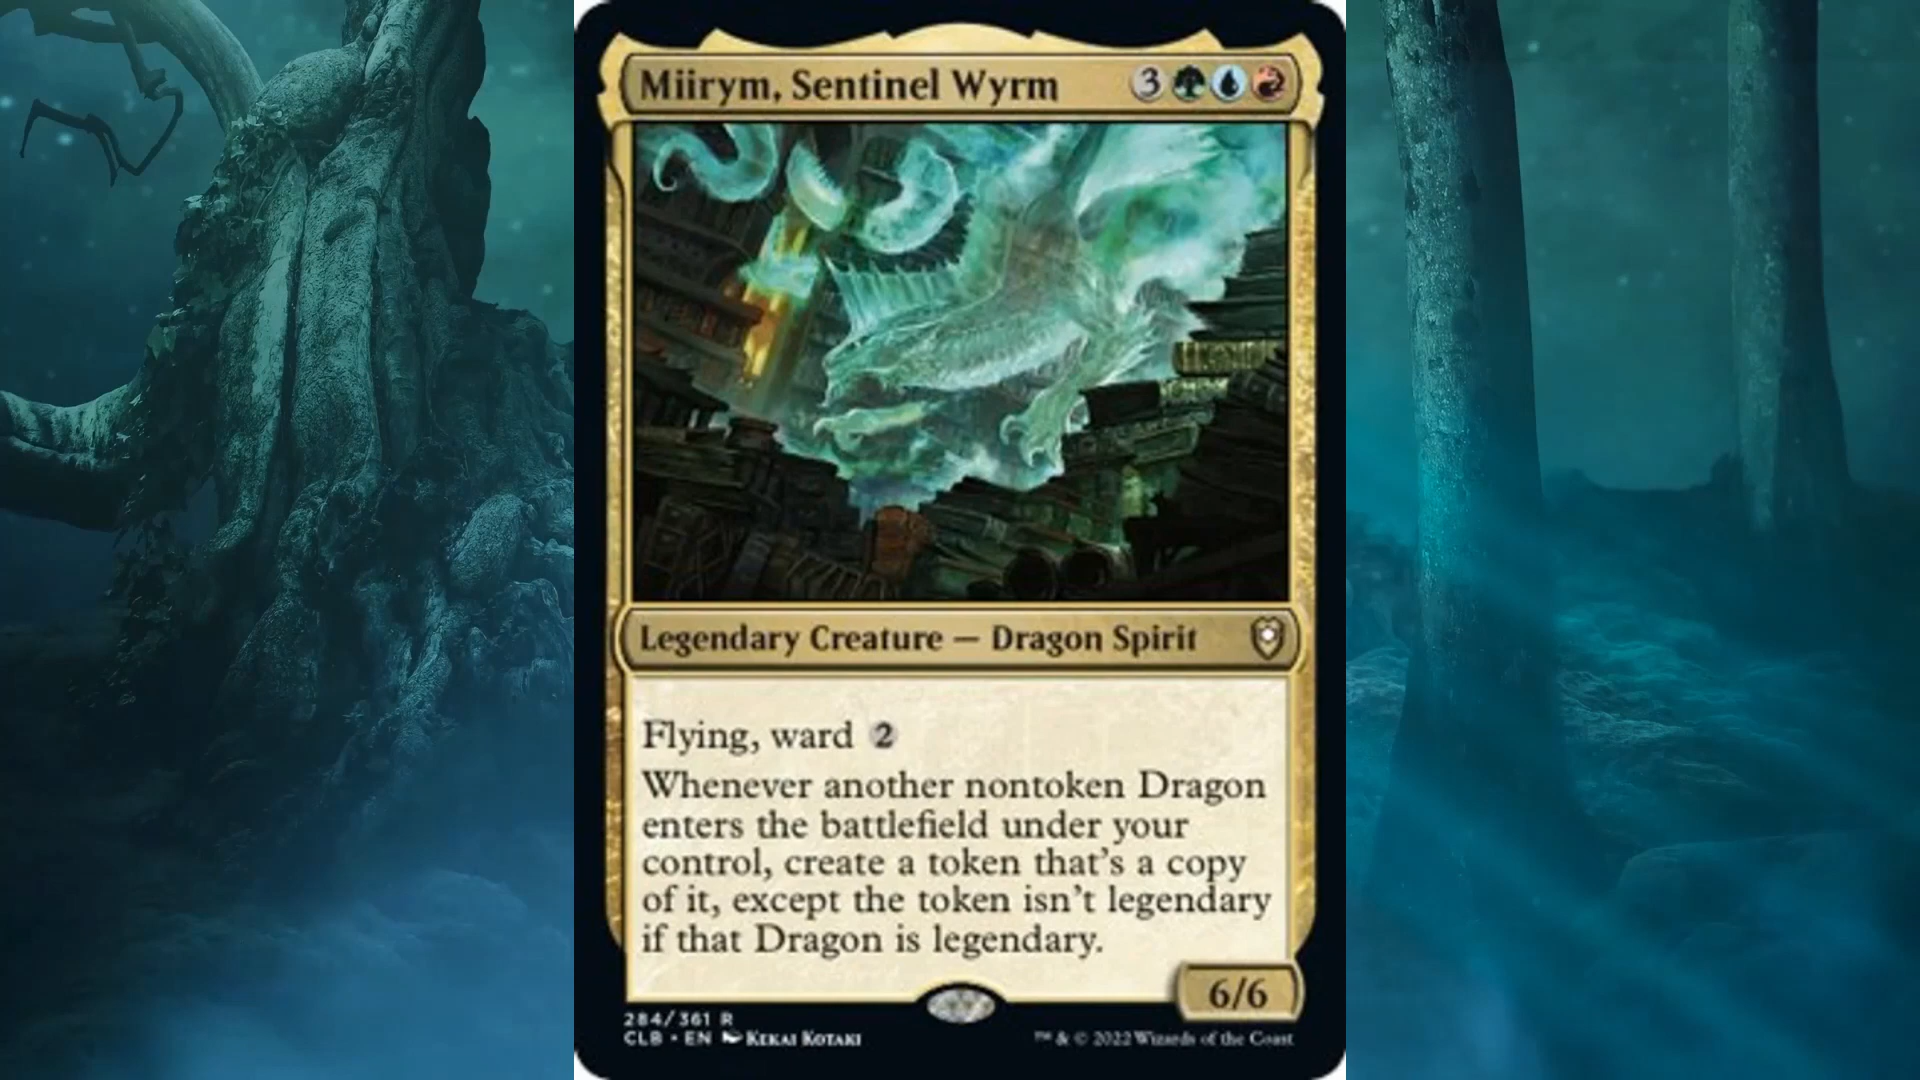 Miirym, Sentinel Wyrm 3
Legendary Creature — Dragon Spirit
Flying, ward 2
Whenever another nontoken Dragon
enters the battlefield under your
control, create a token that's a copy
of it, except the token isn't legendary
if that Dragon is legendary.
6/6
284/361 R
CLB • EN KEKAI KOTAKI
™ & © 2022 Wizards of the Coast